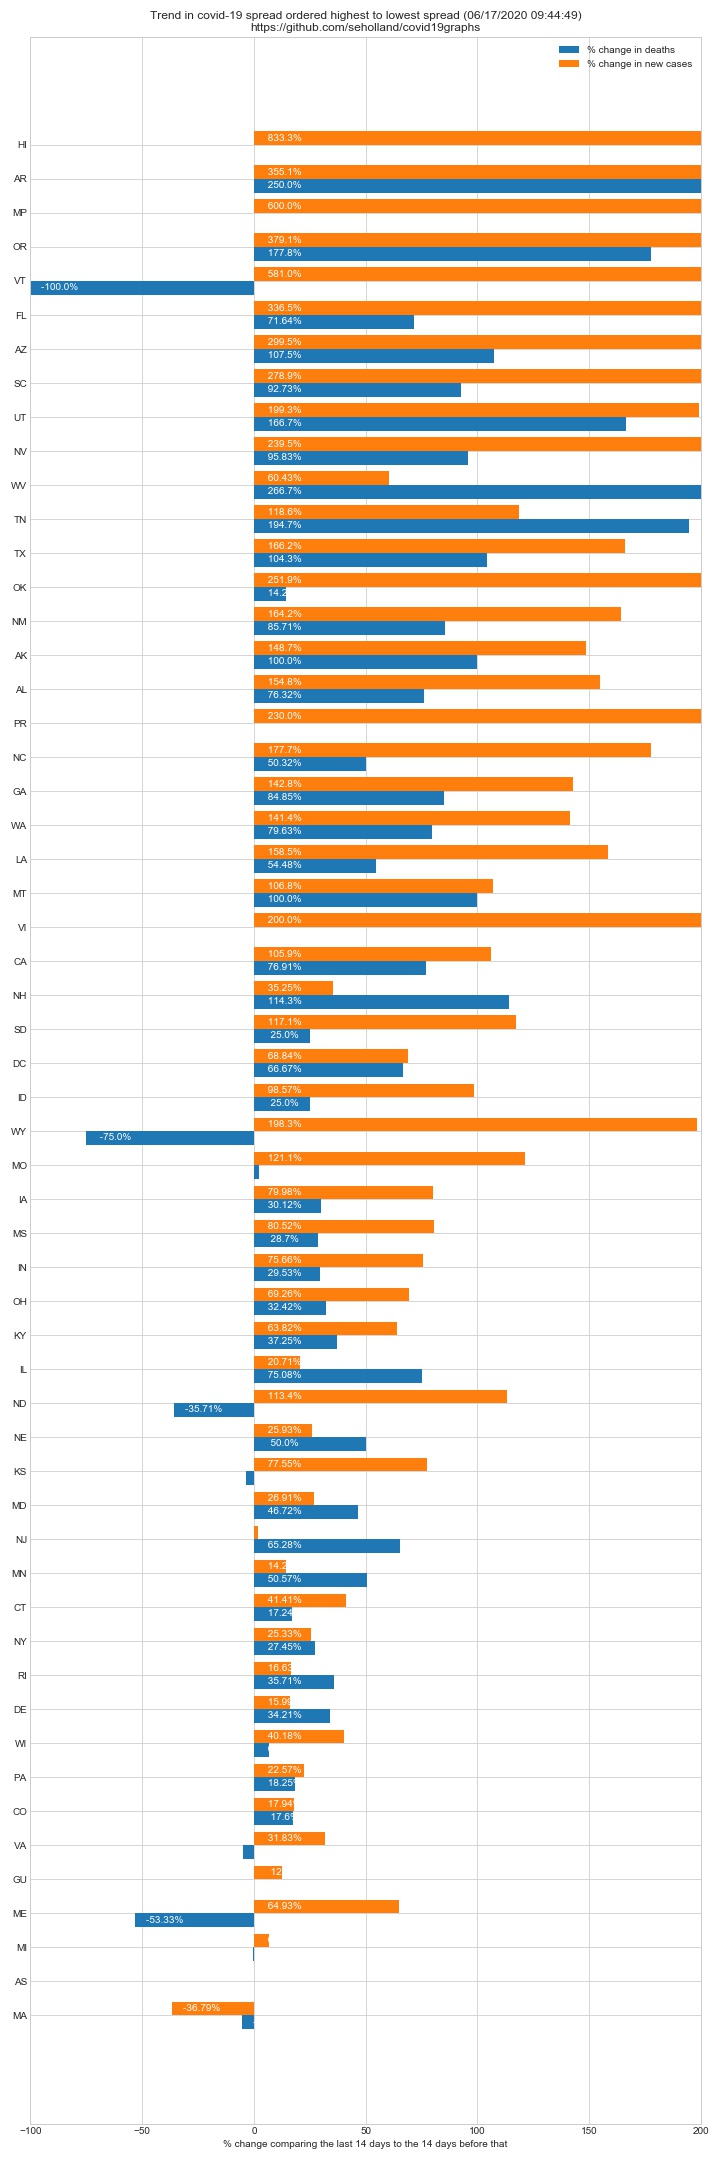 Trend in covid-19 spread ordered highest to lowest spread (06/17/2020 09:44:49)
https://github.com/seholland/covid19graphs
% change in deaths
% change in new cases
HI 833.3%
AR 355.1%
250.0%
MP 600.0%
OR 379.1%
177.8%
VT 581.0%
-100.0%
FL 336.5%
71.64%
AZ 299.5%
107.5%
SC 278.9%
92.73%
UT 199.3%
166.7%
NV 239.5%
95.83%
WV 60.43%
266.7%
TN 118.6%
194.7%
TX 166.2%
104.3%
OK 251.9%
14.2
NM 164.2%
85.71%
AK 148.7%
100.0%
AL 154.8%
76.32%
PR 230.0%
NC 177.7%
50.32%
GA 142.8%
84.85%
WA 141.4%
79.63%
LA 158.5%
54.48%
MT 106.8%
100.0%
VI 200.0%
CA 105.9%
76.91%
NH 35.25%
114.3%
SD 117.1%
25.0%
DC 68.84%
66.67%
ID 98.57%
25.0%
WY 198.3%
-75.0%
MO 121.1%
IA 79.98%
30.12%
MS 80.52%
28.7%
IN 75.66%
29.53%
OH 69.26%
32.42%
KY 63.82%
37.25%
IL 20.71%
75.08%
ND 113.4%
-35.71%
NE 25.93%
50.0%
KS 77.55%
MD 26.91%
46.72%
NJ
65.28%
MN 14.2
50.57%
CT 41.41%
17.24
NY 25.33%
27.45%
RI 16.63
35.71%
DE 15.99
34.21%
WI 40.18%
PA 22.57%
18.25%
CO 17.94%
17.6%
VA 31.83%
GU 12
ME 64.93%
-53.33%
MI
AS
MA -36.79%
−100 −50 0 50 100 150 200
% change comparing the last 14 days to the 14 days before that